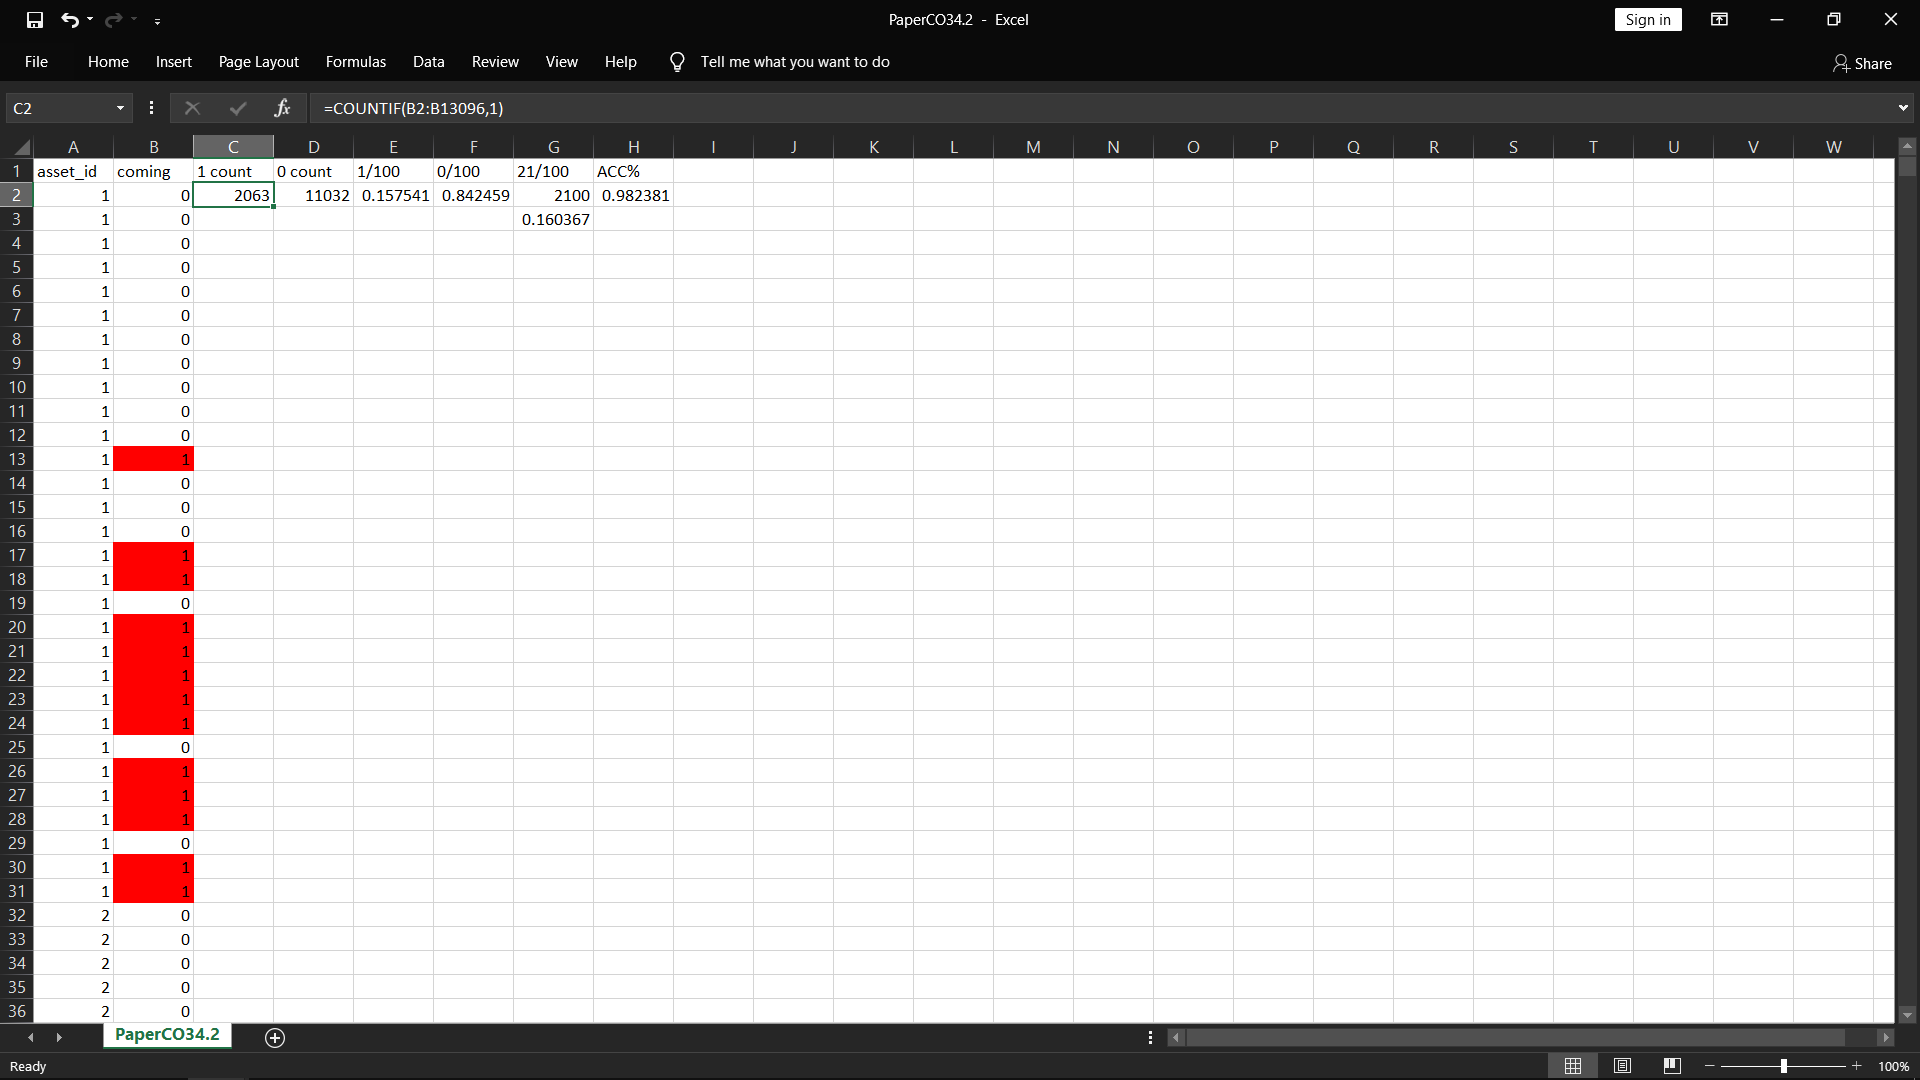 PaperCO34.2 - Excel
Sign in
File Home Insert Page Layout Formulas Data Review View Help Tell me what you want to do Share
C2 fx =COUNTIF(B2:B13096,1)
A B C D E F G H I J K L M N O P Q R S T U V W
1 asset_id coming 1 count 0 count 1/100 0/100 21/100 ACC%
2 1 0 2063 11032 0.157541 0.842459 2100 0.982381
3 1 0 0.160367
4 1 0
5 1 0
6 1 0
7 1 0
8 1 0
9 1 0
10 1 0
11 1 0
12 1 0
13 1 1
14 1 0
15 1 0
16 1 0
17 1 1
18 1 1
19 1 0
20 1 1
21 1 1
22 1 1
23 1 1
24 1 1
25 1 0
26 1 1
27 1 1
28 1 1
29 1 0
30 1 1
31 1 1
32 2 0
33 2 0
34 2 0
35 2 0
36 2 0
PaperCO34.2
Ready 100%